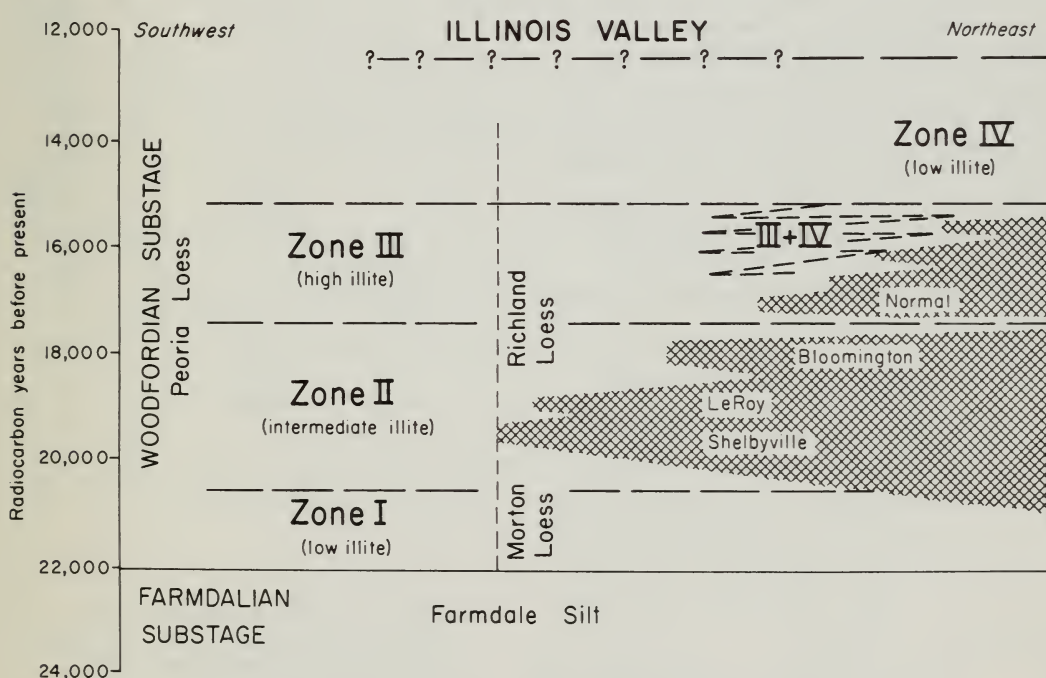 ILLINOIS VALLEY
Southwest
Northeast
?—?—?—?—?—?—?
Radiocarbon years before present
12,000
14,000
16,000
18,000
20,000
22,000
24,000
WOODFORDIAN SUBSTAGE
Peoria Loess
Zone IV
(low illite)
Zone III
(high illite)
III+IV
Normal
Richland
Loess
Bloomington
Zone II
(intermediate illite)
LeRoy
Shelbyville
Zone I
(low illite)
Morton
Loess
FARMDALIAN
SUBSTAGE
Farmdale Silt